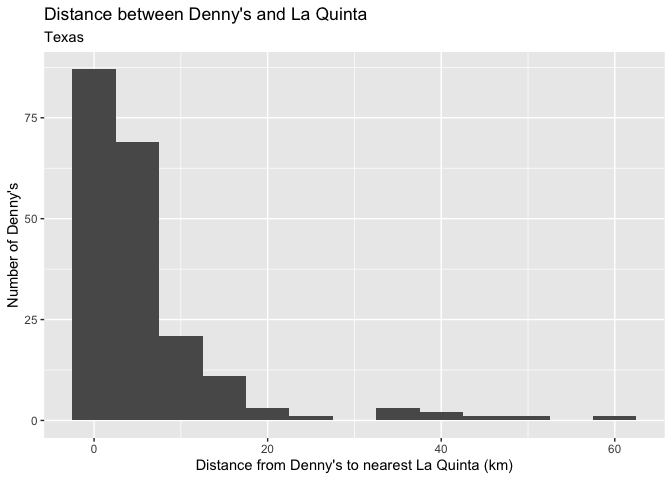 Distance between Denny's and La Quinta
Texas
Number of Denny's
75
50
25
0
0 20 40 60
Distance from Denny's to nearest La Quinta (km)